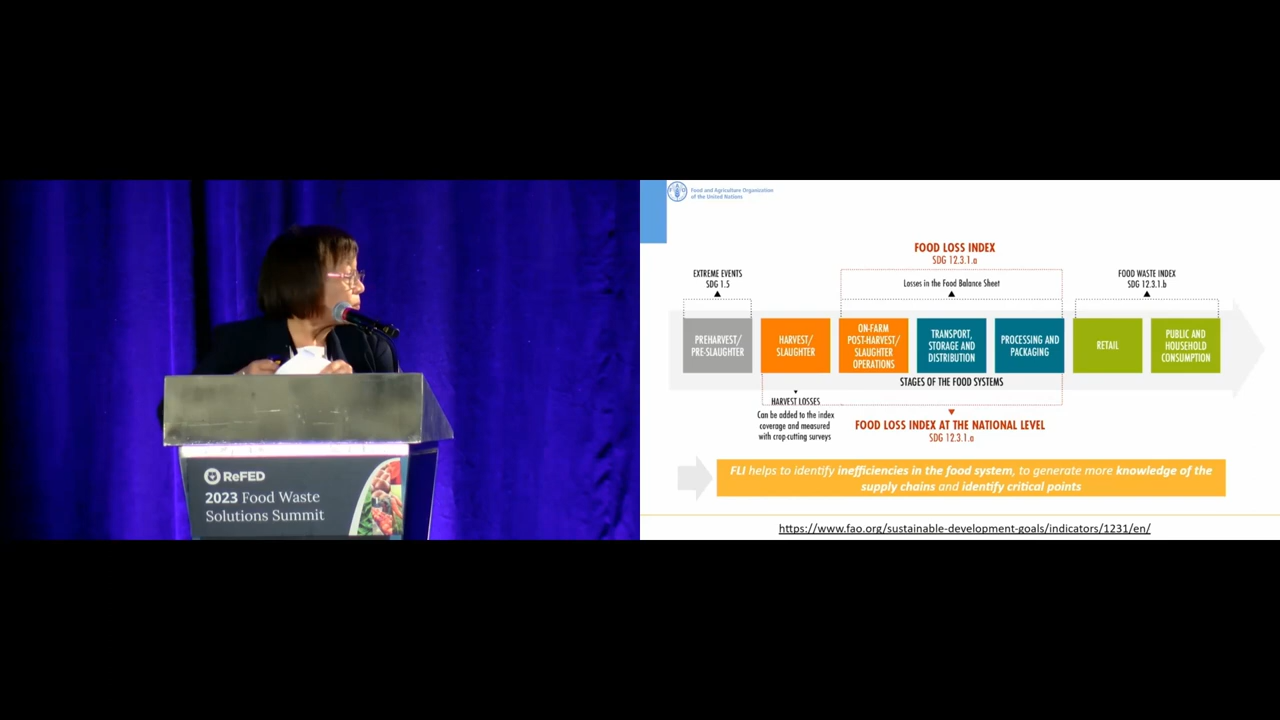 ReFED
2023 Food Waste
Solutions Summit
Food and Agriculture Organization
of the United Nations
FOOD LOSS INDEX
SDG 12.3.1.a
EXTREME EVENTS
SDG 1.5
Losses in the Food Balance Sheet
FOOD WASTE INDEX
SDG 12.3.1.b
PREHARVEST/
PRE-SLAUGHTER
HARVEST/
SLAUGHTER
ON-FARM
POST-HARVEST/
SLAUGHTER
OPERATIONS
TRANSPORT,
STORAGE AND
DISTRIBUTION
PROCESSING AND
PACKAGING
RETAIL
PUBLIC AND
HOUSEHOLD
CONSUMPTION
STAGES OF THE FOOD SYSTEMS
HARVEST LOSSES
Can be added to the index
coverage and measured
with crop-cutting surveys
FOOD LOSS INDEX AT THE NATIONAL LEVEL
SDG 12.3.1.a
FLI helps to identify inefficiencies in the food system, to generate more knowledge of the
supply chains and identify critical points
https://www.fao.org/sustainable-development-goals/indicators/1231/en/